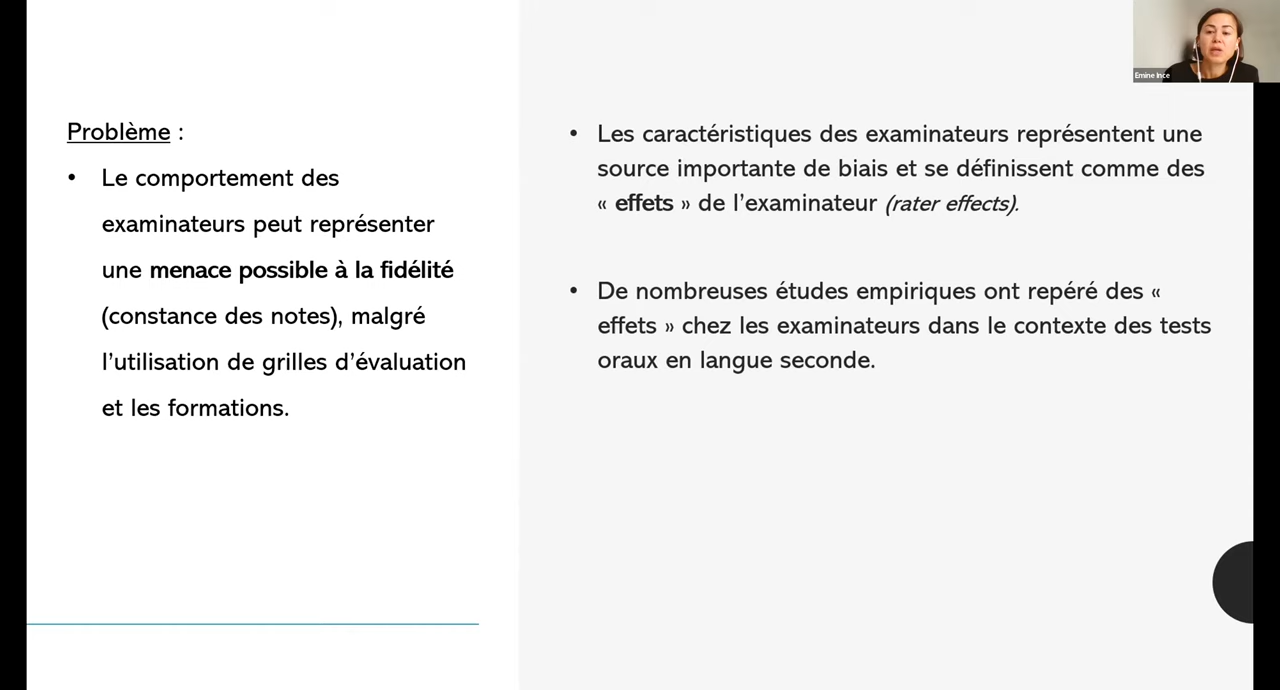 Problème :
• Le comportement des
examinateurs peut représenter
une menace possible à la fidélité
(constance des notes), malgré
l’utilisation de grilles d’évaluation
et les formations.
• Les caractéristiques des examinateurs représentent une
source importante de biais et se définissent comme des
« effets » de l’examinateur (rater effects).
• De nombreuses études empiriques ont repéré des «
effets » chez les examinateurs dans le contexte des tests
oraux en langue seconde.
Emine Ince